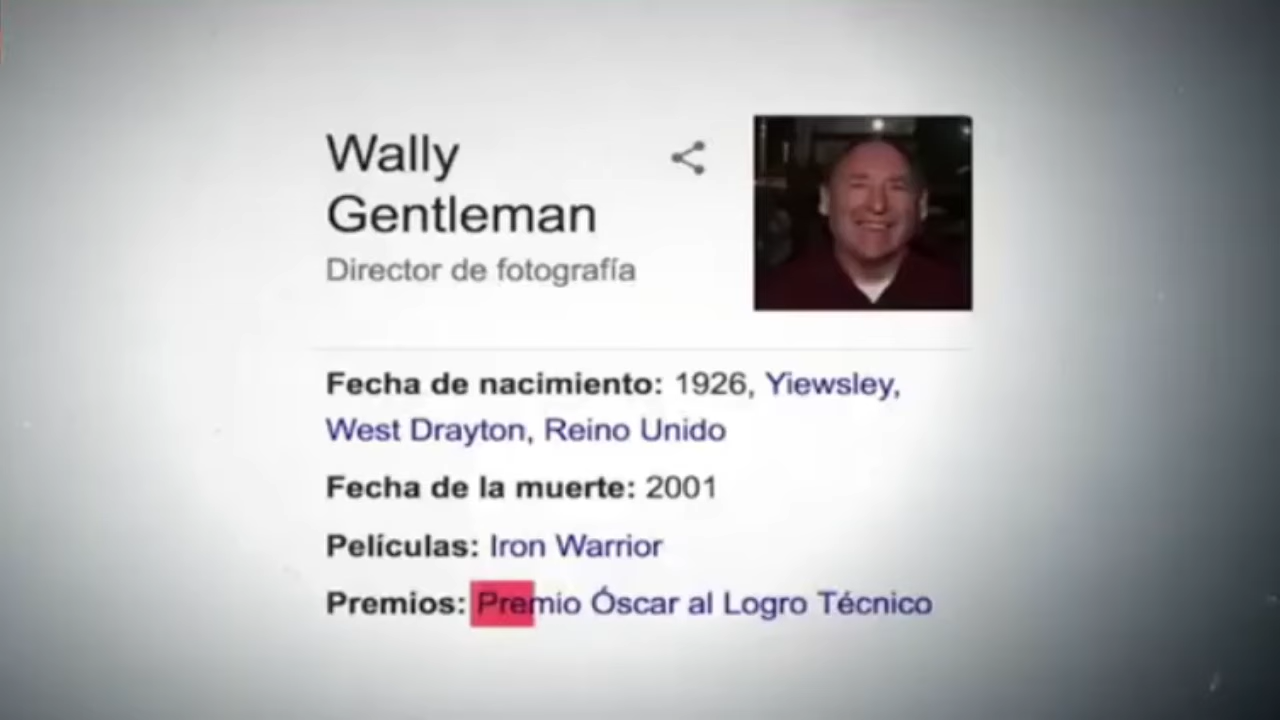 Wally
Gentleman
Director de fotografía
Fecha de nacimiento: 1926, Yiewsley,
West Drayton, Reino Unido
Fecha de la muerte: 2001
Películas: Iron Warrior
Premios: Premio Óscar al Logro Técnico